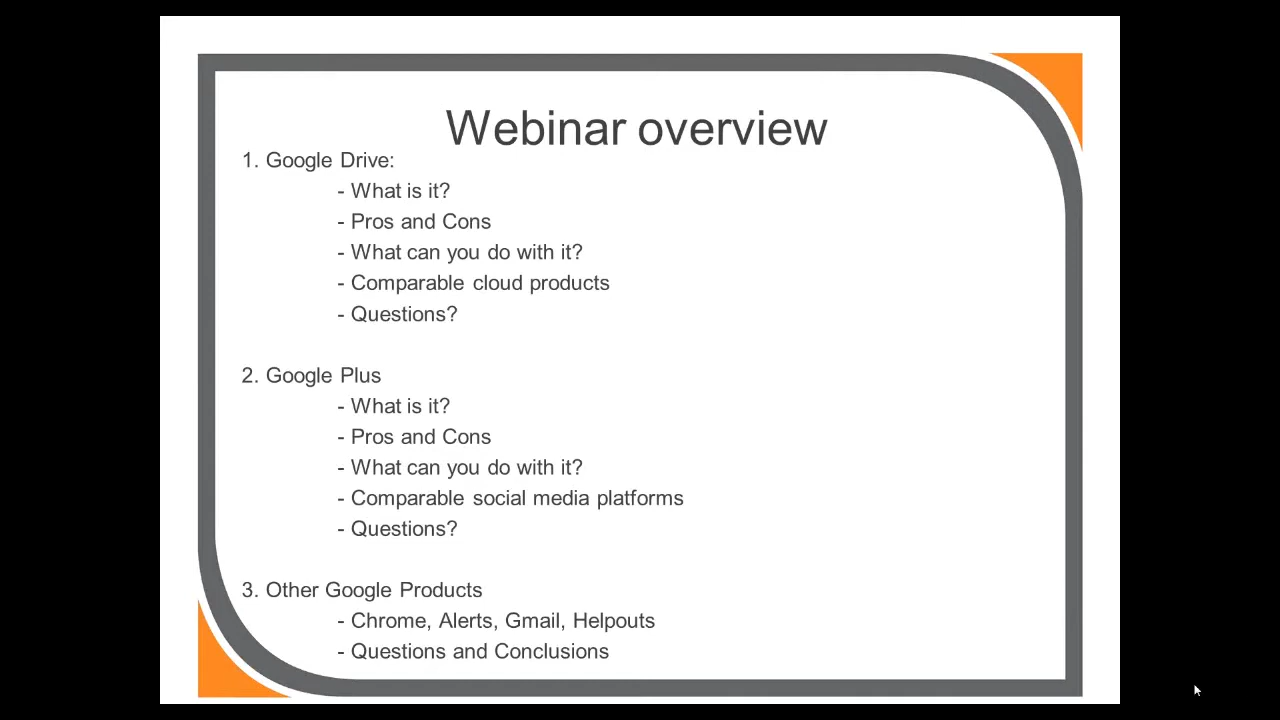 Webinar overview
1. Google Drive:
- What is it?
- Pros and Cons
- What can you do with it?
- Comparable cloud products
- Questions?
2. Google Plus
- What is it?
- Pros and Cons
- What can you do with it?
- Comparable social media platforms
- Questions?
3. Other Google Products
- Chrome, Alerts, Gmail, Helpouts
- Questions and Conclusions